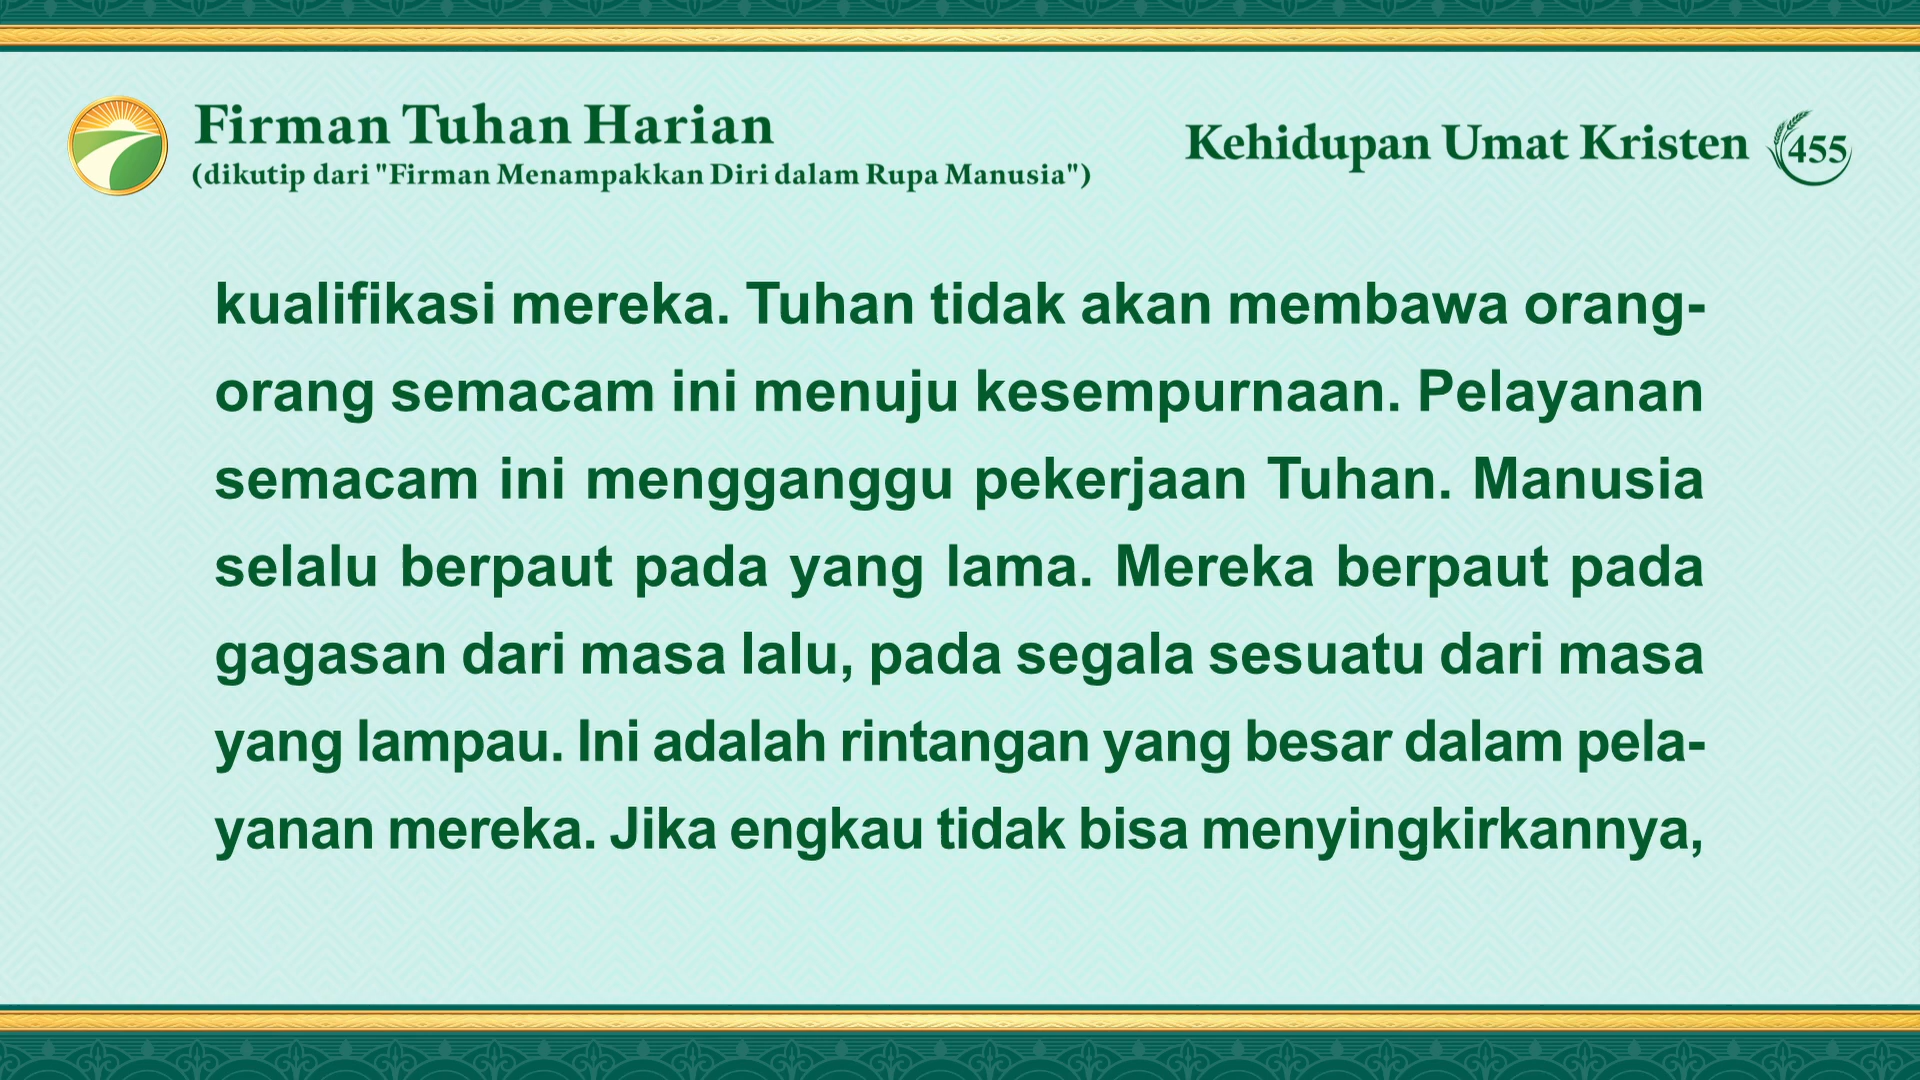 Firman Tuhan Harian
(dikutip dari "Firman Menampakkan Diri dalam Rupa Manusia")
Kehidupan Umat Kristen 455
kualifikasi mereka. Tuhan tidak akan membawa orang-
orang semacam ini menuju kesempurnaan. Pelayanan
semacam ini mengganggu pekerjaan Tuhan. Manusia
selalu berpaut pada yang lama. Mereka berpaut pada
gagasan dari masa lalu, pada segala sesuatu dari masa
yang lampau. Ini adalah rintangan yang besar dalam pela-
yanan mereka. Jika engkau tidak bisa menyingkirkannya,